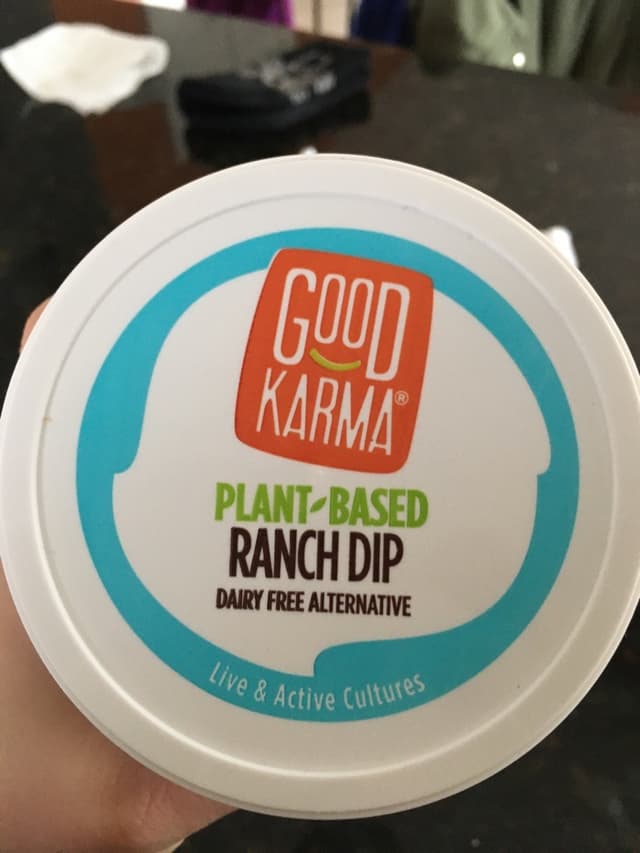 GOOD
KARMA®
PLANT-BASED
RANCH DIP
DAIRY FREE ALTERNATIVE
Live & Active Cultures